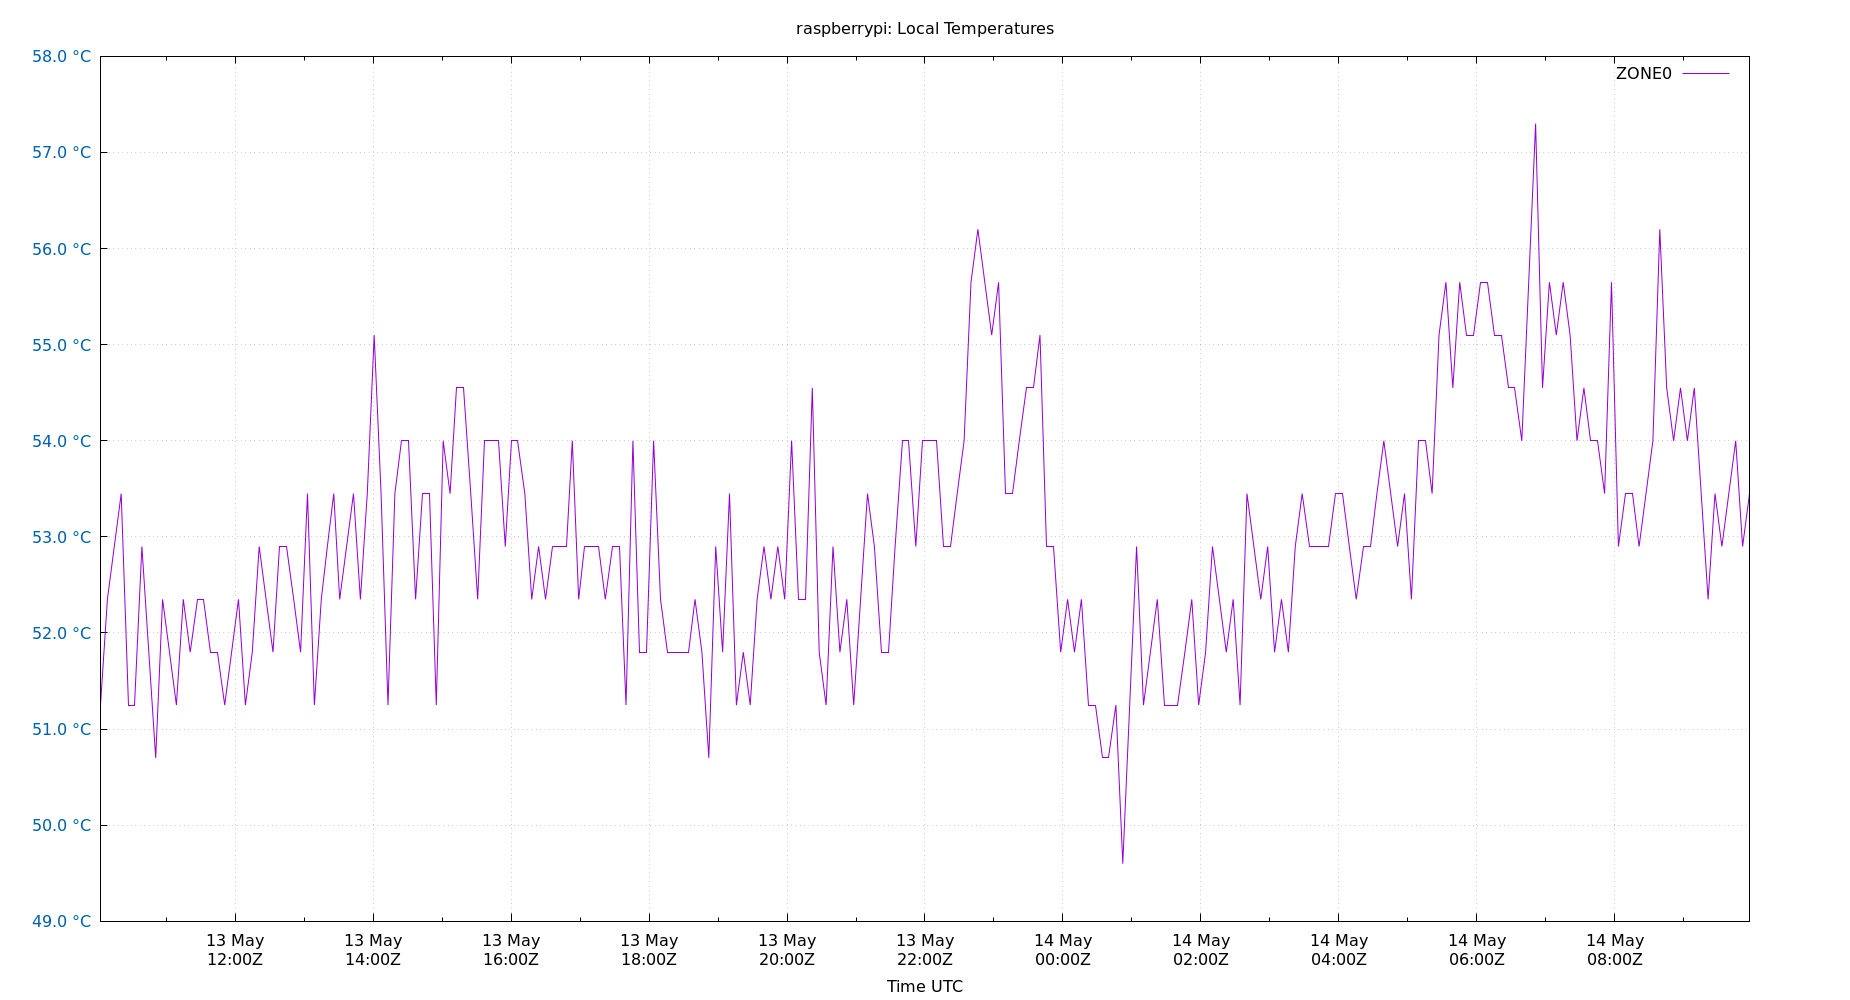 raspberrypi: Local Temperatures
58.0 °C
ZONE0
57.0 °C
56.0 °C
55.0 °C
54.0 °C
53.0 °C
52.0 °C
51.0 °C
50.0 °C
49.0 °C
13 May 13 May 13 May 13 May 13 May 13 May 14 May 14 May 14 May 14 May 14 May
12:00Z 14:00Z 16:00Z 18:00Z 20:00Z 22:00Z 00:00Z 02:00Z 04:00Z 06:00Z 08:00Z
Time UTC